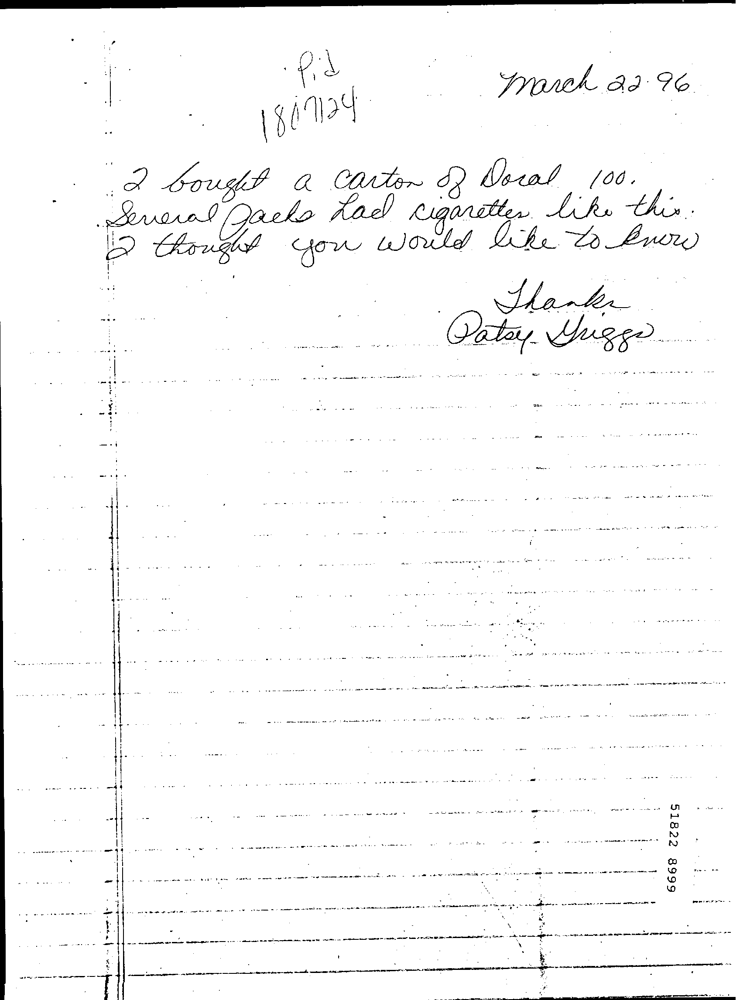 P.d
1807124
March 22-96
I bought a carton of Doral 100.
Several Packs had cigarettes like this.
I thought you would like to know
Thanks
Patsy Griggs
51822 8999